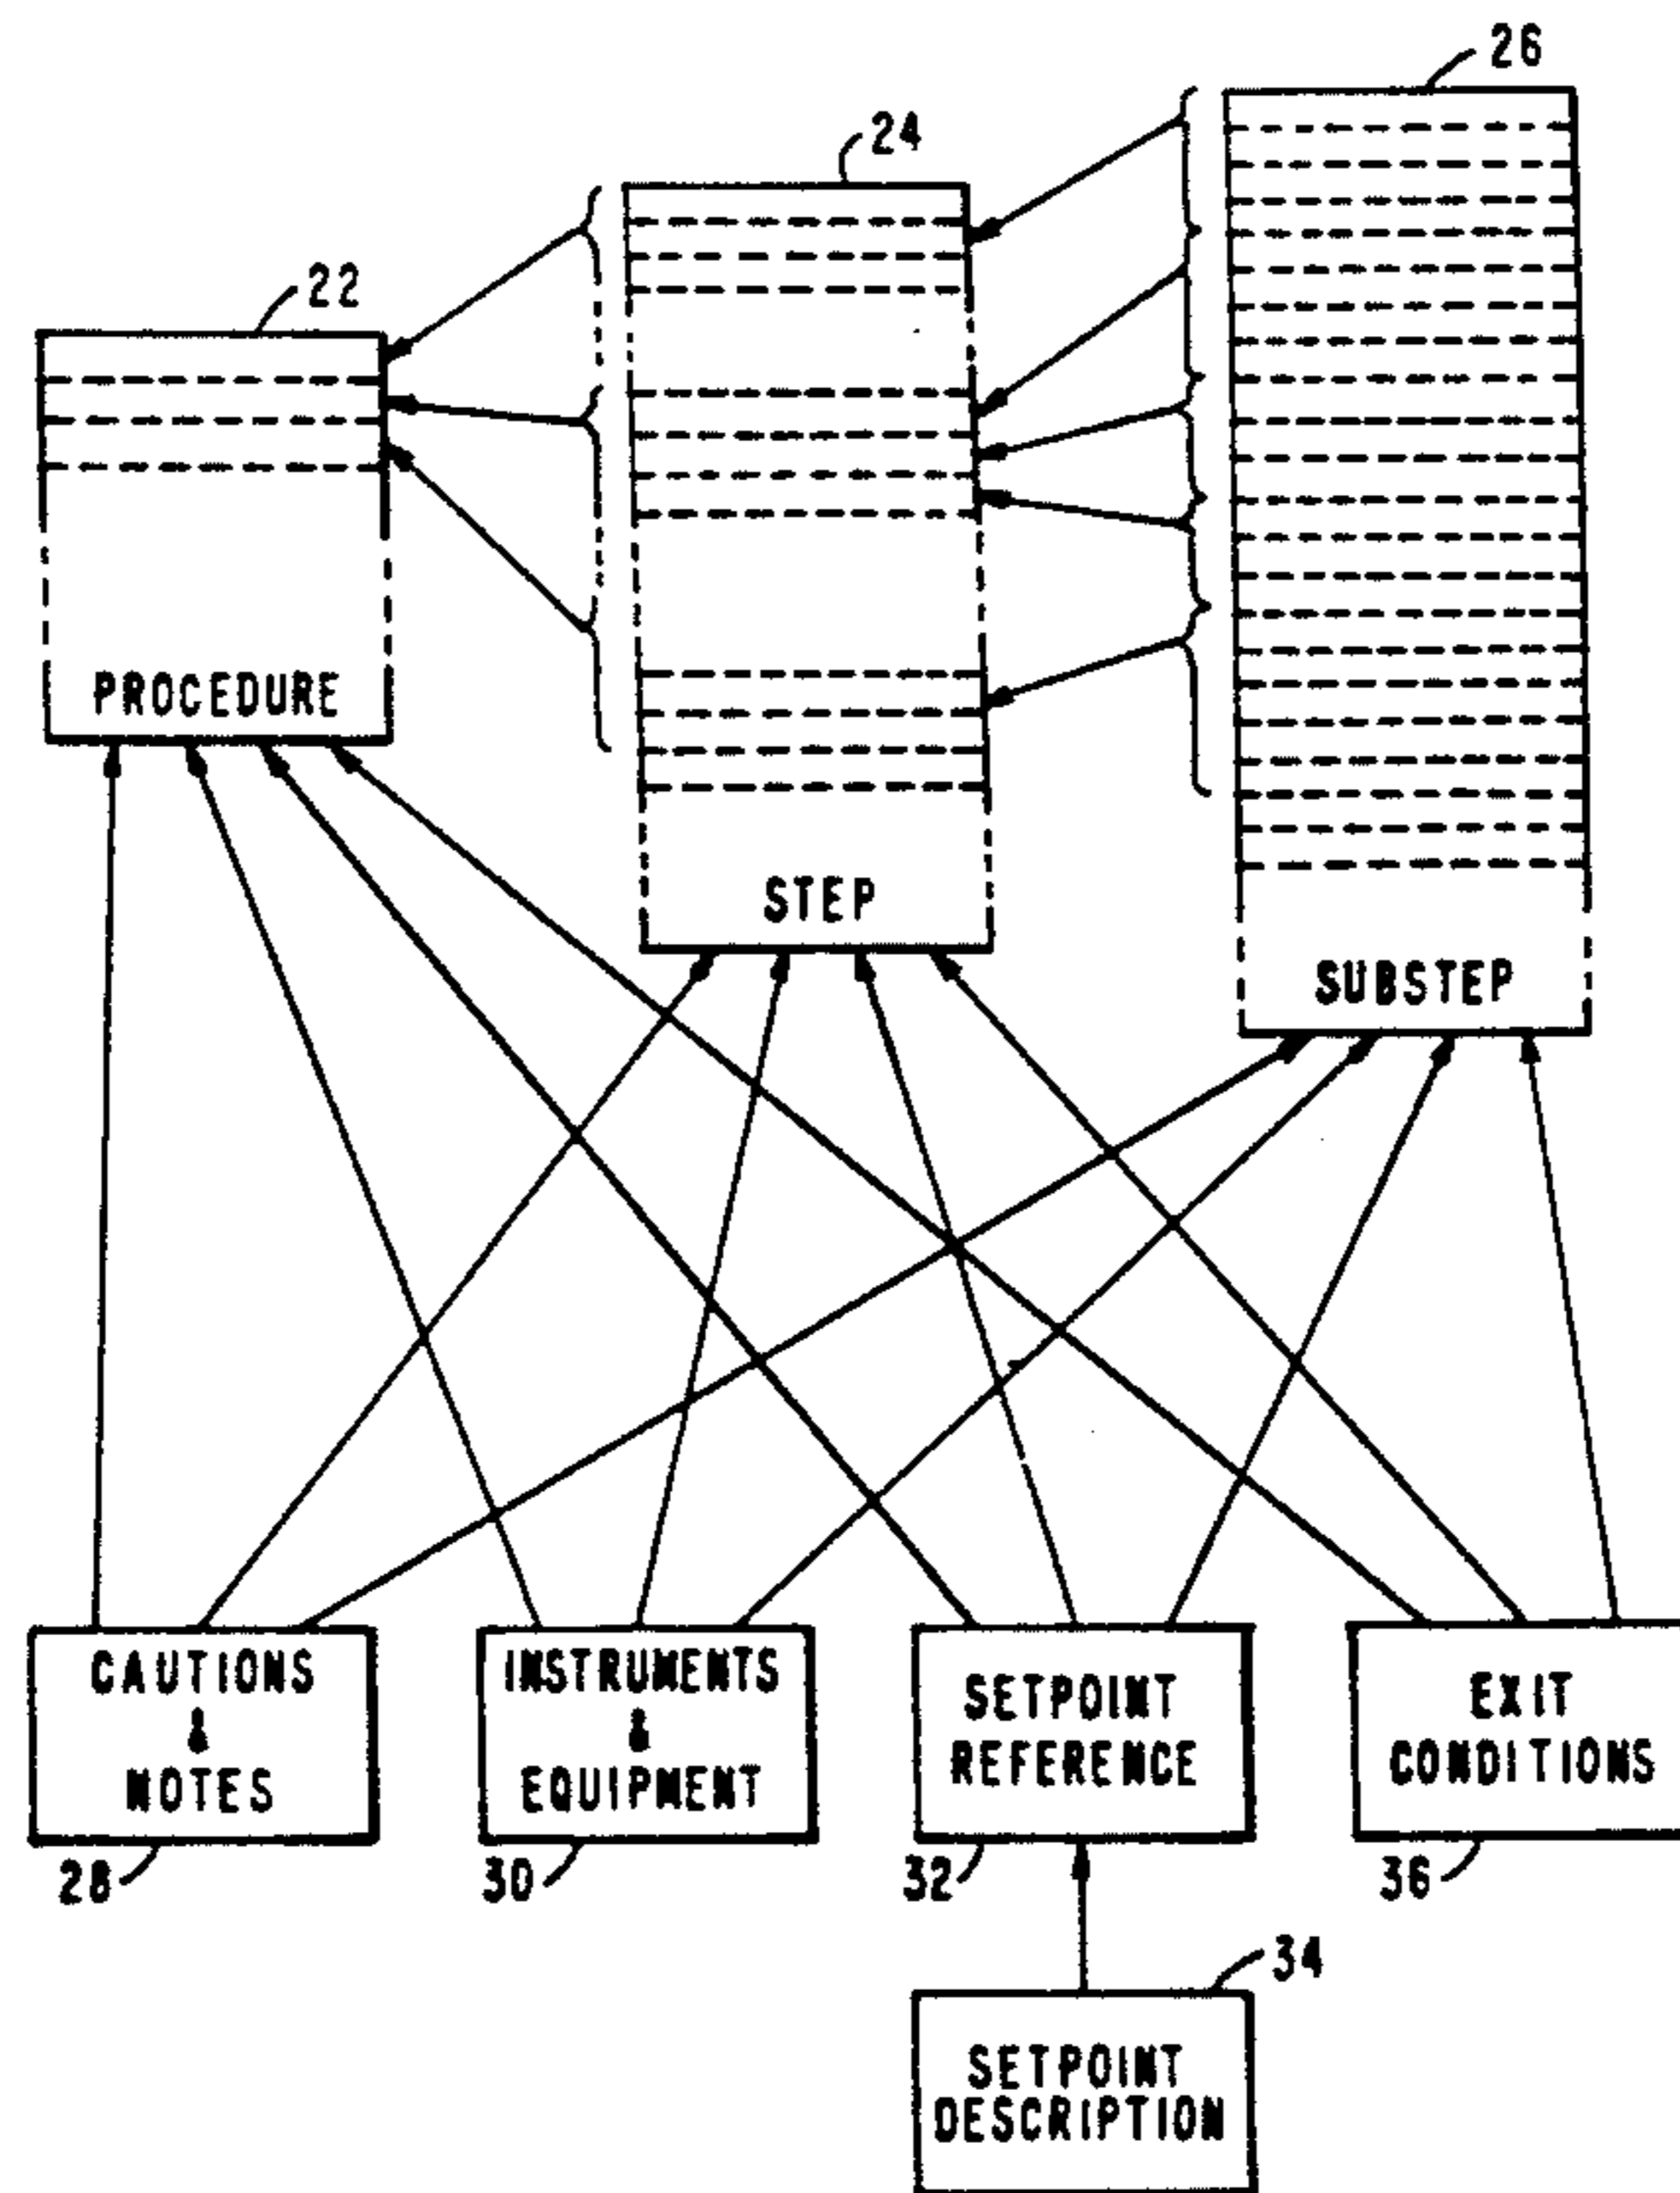 26
24
22
PROCEDURE
STEP
SUBSTEP
CAUTIONS
&
NOTES
INSTRUMENTS
&
EQUIPMENT
SETPOINT
REFERENCE
EXIT
CONDITIONS
28
30
32
36
34
SETPOINT
DESCRIPTION